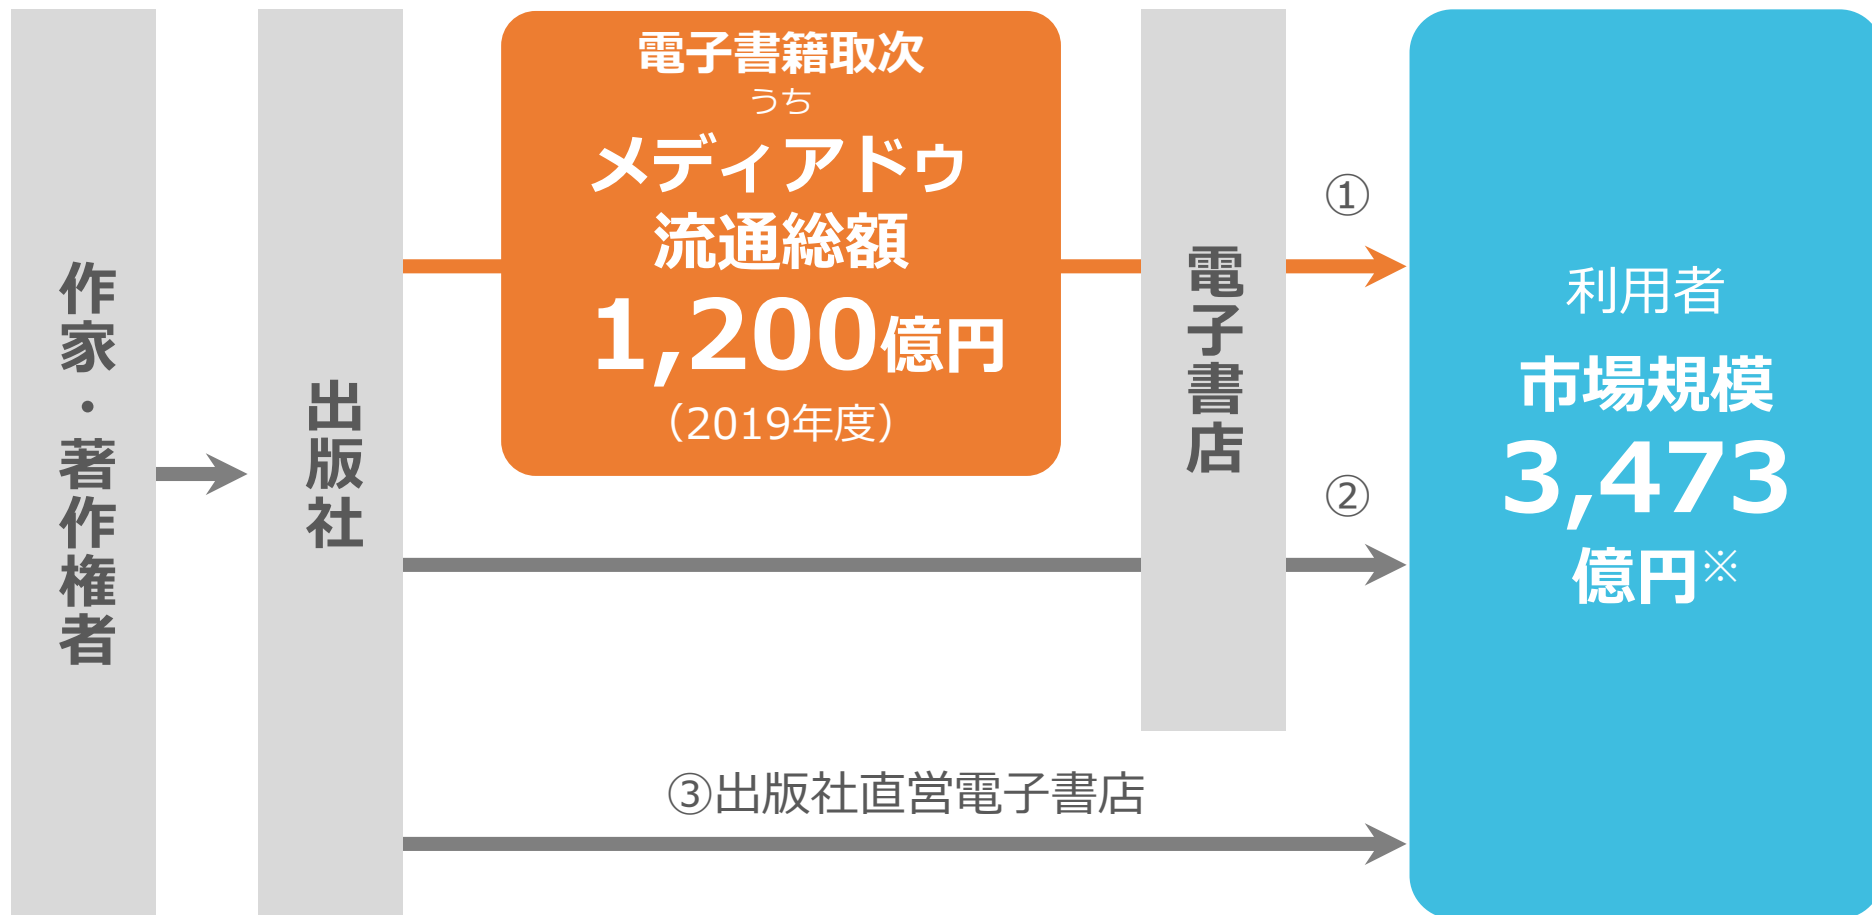 作家・著作権者
出版社
電子書籍取次
うち
メディアドゥ
流通総額
1,200億円
（2019年度）
電子書店
①
②
③出版社直営電子書店
利用者
市場規模
3,473
億円※